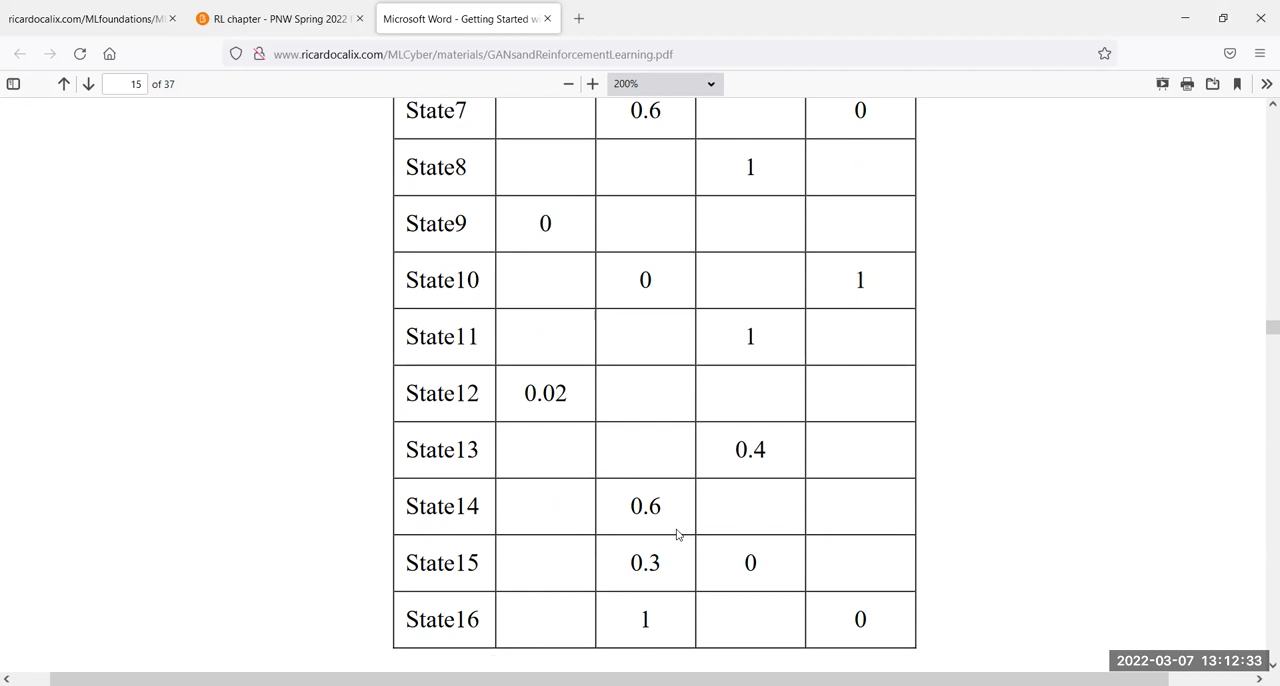 ricardocalix.com/MLfoundations/M
RL chapter - PNW Spring 2022
Microsoft Word - Getting Started w
www.ricardocalix.com/MLCyber/materials/GANsandReinforcementLearning.pdf
15 of 37
200%
State7 0.6 0
State8 1
State9 0
State10 0 1
State11 1
State12 0.02
State13 0.4
State14 0.6
State15 0.3 0
State16 1 0
2022-03-07 13:12:33